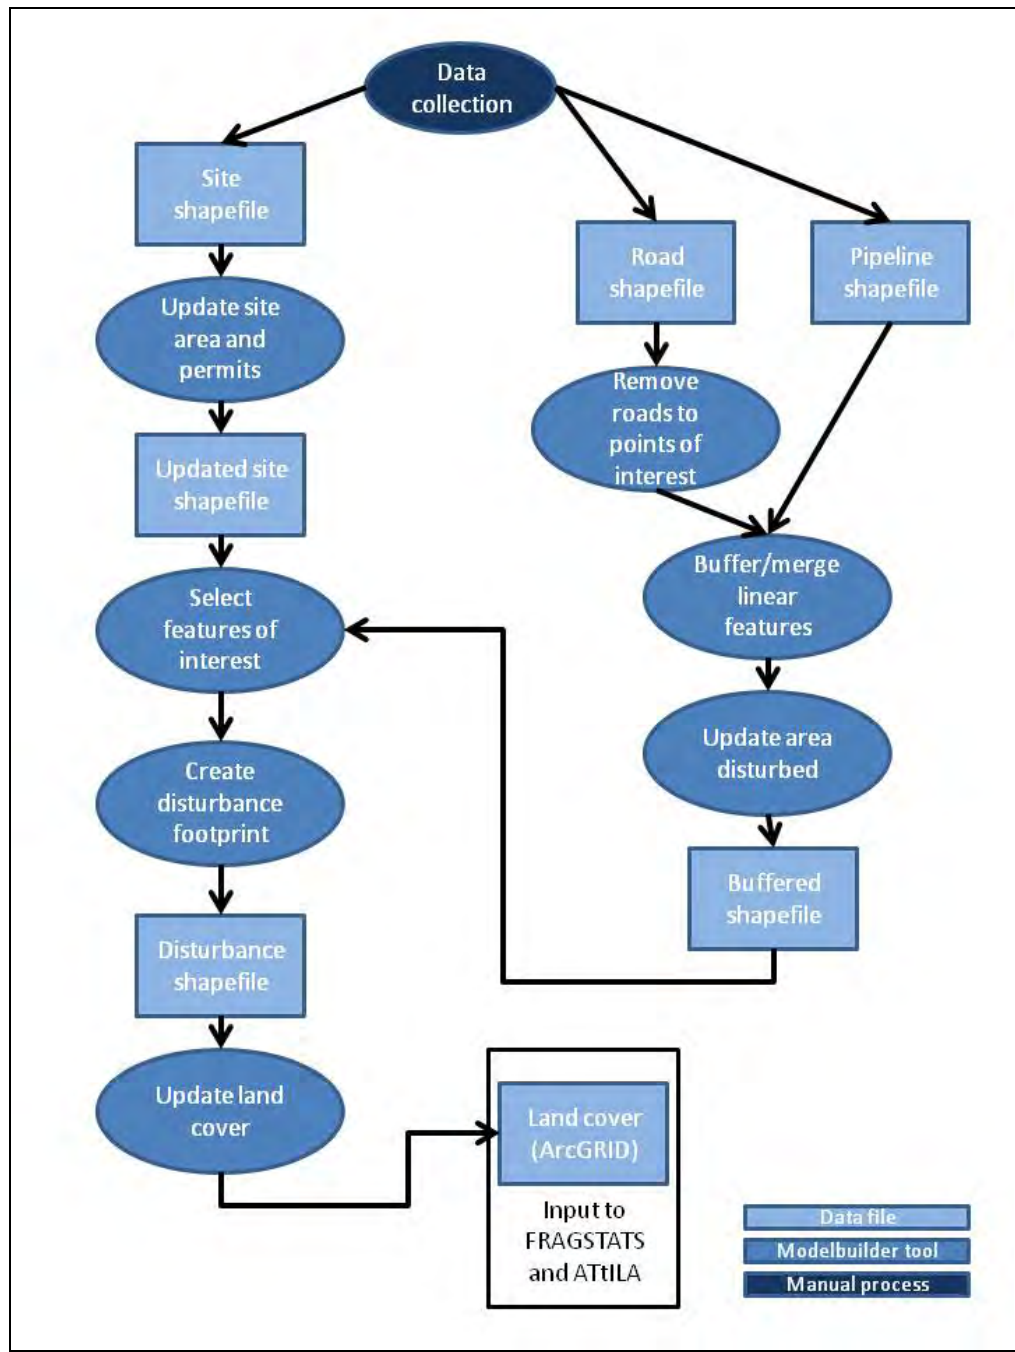 Data
collection
Site
shapefile
Road
shapefile
Pipeline
shapefile
Update site
area and
permits
Remove
roads to
points of
interest
Updated site
shapefile
Buffer/merge
linear
features
Select
features of
interest
Update area
disturbed
Create
disturbance
footprint
Buffered
shapefile
Disturbance
shapefile
Update land
cover
Land cover
(ArcGRID)
Input to
FRAGSTATS
and ATtILA
Data file
Modelbuilder tool
Manual process